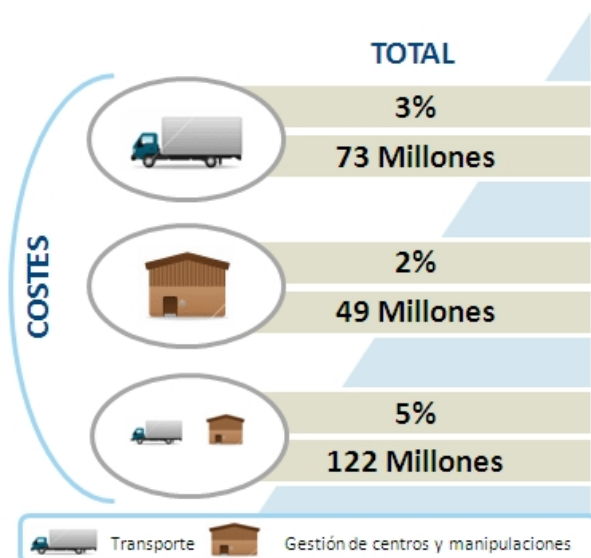 TOTAL
3%
73 Millones
COSTES
2%
49 Millones
5%
122 Millones
Transporte
Gestión de centros y manipulaciones